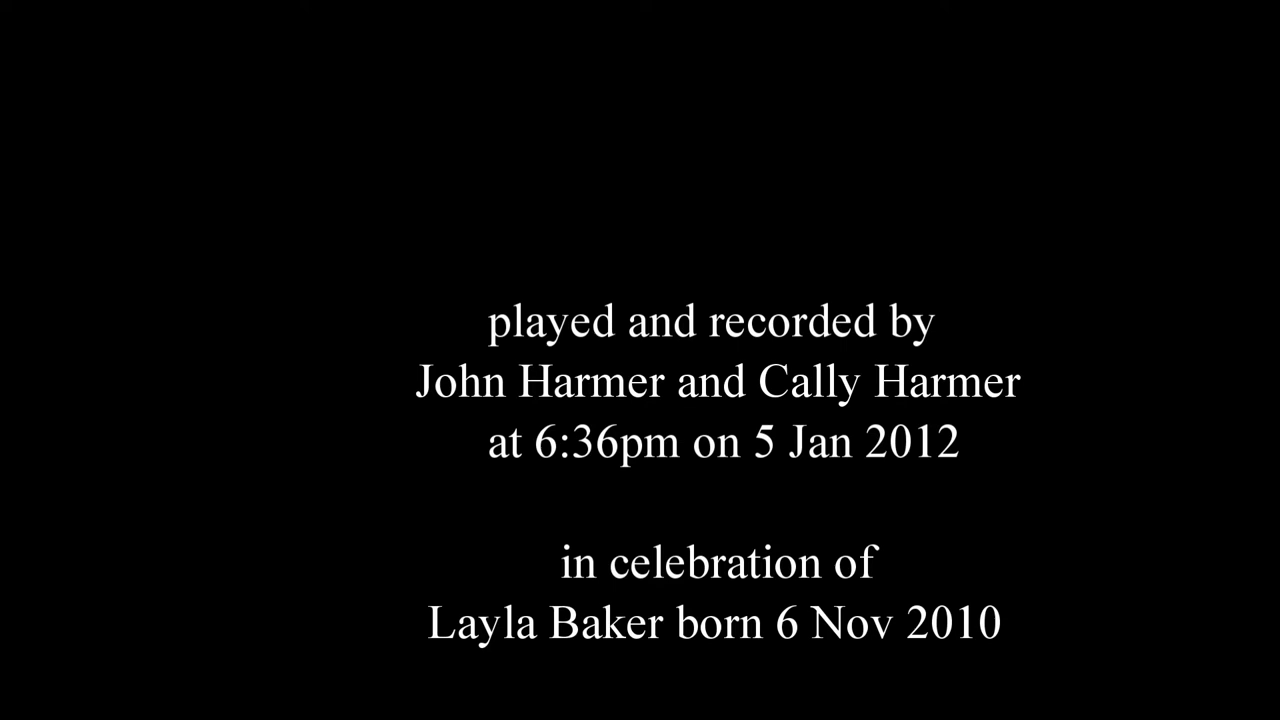 played and recorded by
John Harmer and Cally Harmer
at 6:36pm on 5 Jan 2012
in celebration of
Layla Baker born 6 Nov 2010